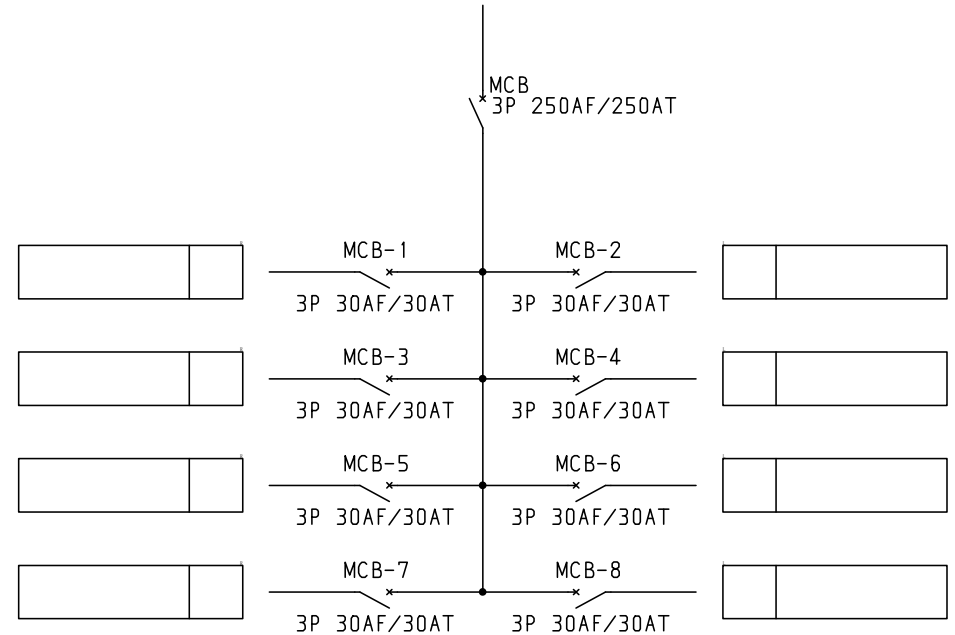 MCB
3P 250AF/250AT
MCB-1
MCB-2
3P 30AF/30AT
3P 30AF/30AT
MCB-3
MCB-4
3P 30AF/30AT
3P 30AF/30AT
MCB-5
MCB-6
3P 30AF/30AT
3P 30AF/30AT
MCB-7
MCB-8
3P 30AF/30AT
3P 30AF/30AT